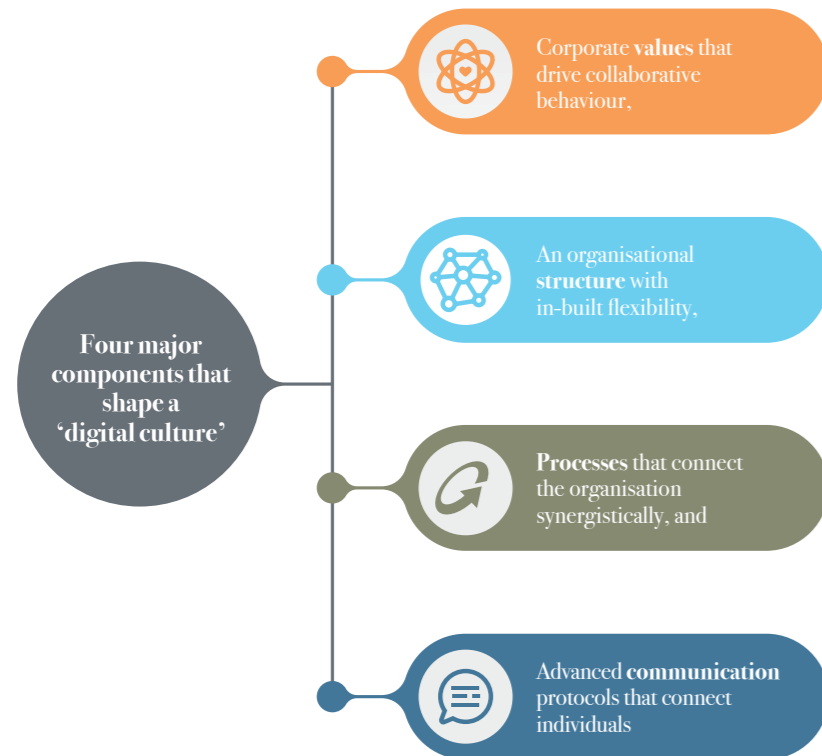 Four major
components that
shape a
‘digital culture’
Corporate values that
drive collaborative
behaviour,
An organisational
structure with
in-built flexibility,
Processes that connect
the organisation
synergistically, and
Advanced communication
protocols that connect
individuals